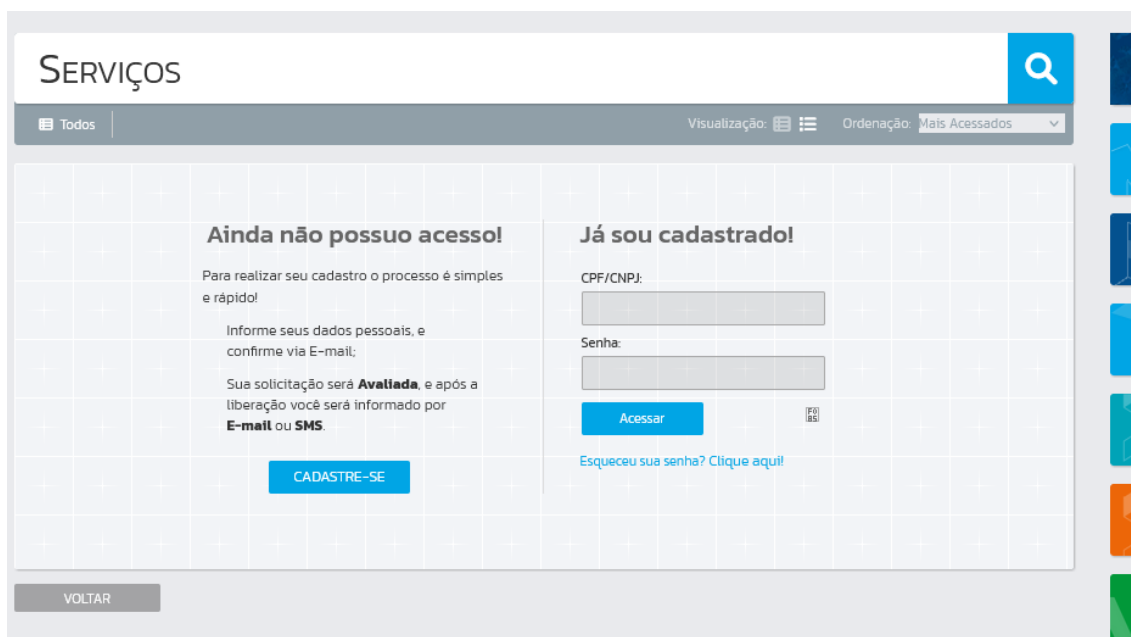 Serviços
Todos
Visualização:
Ordenação: Mais Acessados
Ainda não possuo acesso!
Para realizar seu cadastro o processo é simples
e rápido!
Informe seus dados pessoais, e
confirme via E-mail;
Sua solicitação será Avaliada, e após a
liberação você será informado por
E-mail ou SMS.
CADASTRE-SE
Já sou cadastrado!
CPF/CNPJ:
Senha:
Acessar
Esqueceu sua senha? Clique aqui!
VOLTAR